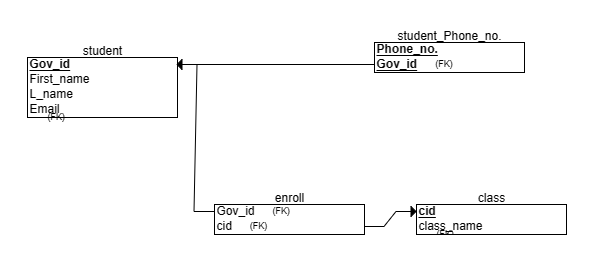 student
Gov_id
First_name
L_name
Email
(FK)
student_Phone_no.
Phone_no.
Gov_id (FK)
enroll
Gov_id (FK)
cid (FK)
class
cid
class_name